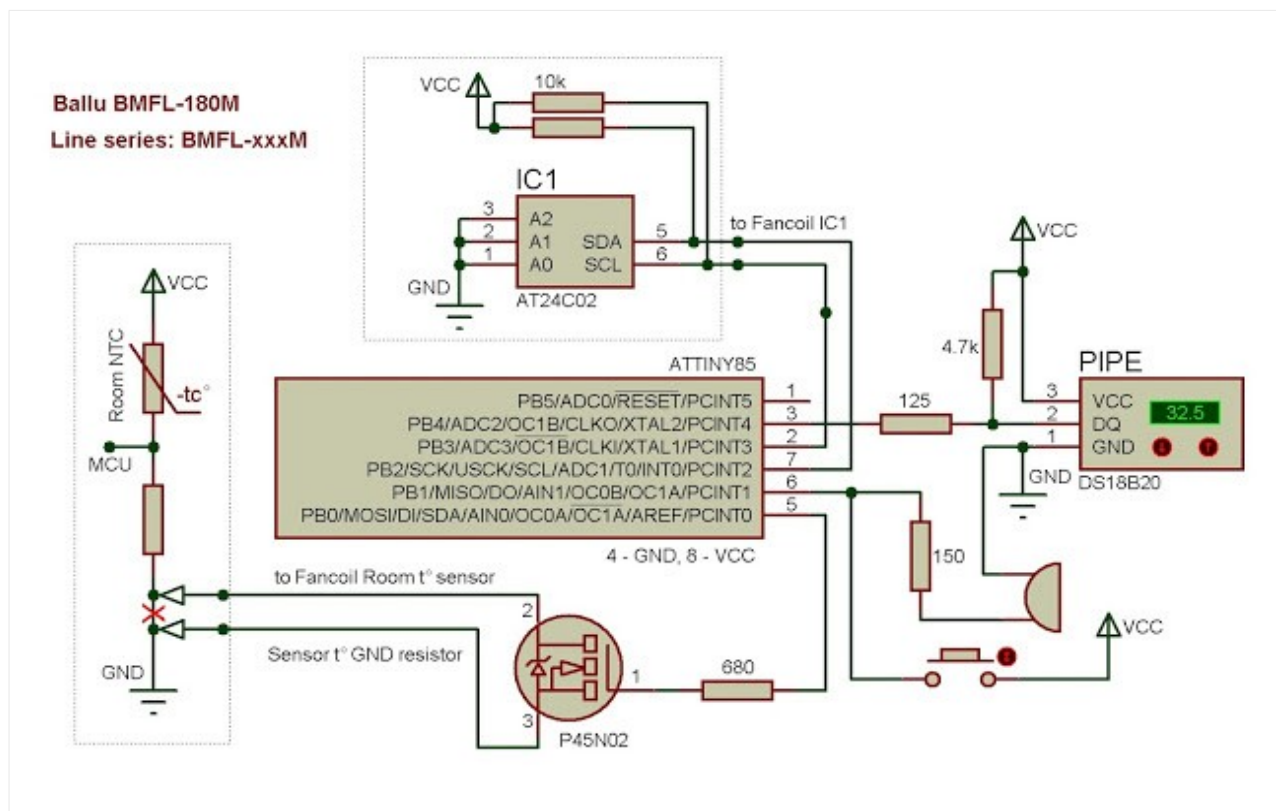 Ballu BMFL-180M
Line series: BMFL-xxxM
VCC
10k
IC1
3
A2
2
A1
SDA
5
1
A0
SCL
6
GND
AT24C02
to Fancoil IC1
VCC
Room NTC
-tc°
MCU
GND
ATTINY85
PB5/ADC0/RESET/PCINT5
1
PB4/ADC2/OC1B/CLKO/XTAL2/PCINT4
3
PB3/ADC3/OC1B/CLKI/XTAL1/PCINT3
2
PB2/SCK/USCK/SCL/ADC1/T0/INT0/PCINT2
7
PB1/MISO/DO/AIN1/OC0B/OC1A/PCINT1
6
PB0/MOSI/DI/SDA/AIN0/OC0A/OC1A/AREF/PCINT0
5
4 - GND, 8 - VCC
125
4.7k
VCC
PIPE
3
VCC
2
DQ
1
GND
32.5
GND
DS18B20
150
VCC
to Fancoil Room t° sensor
Sensor t° GND resistor
2
1
3
680
P45N02